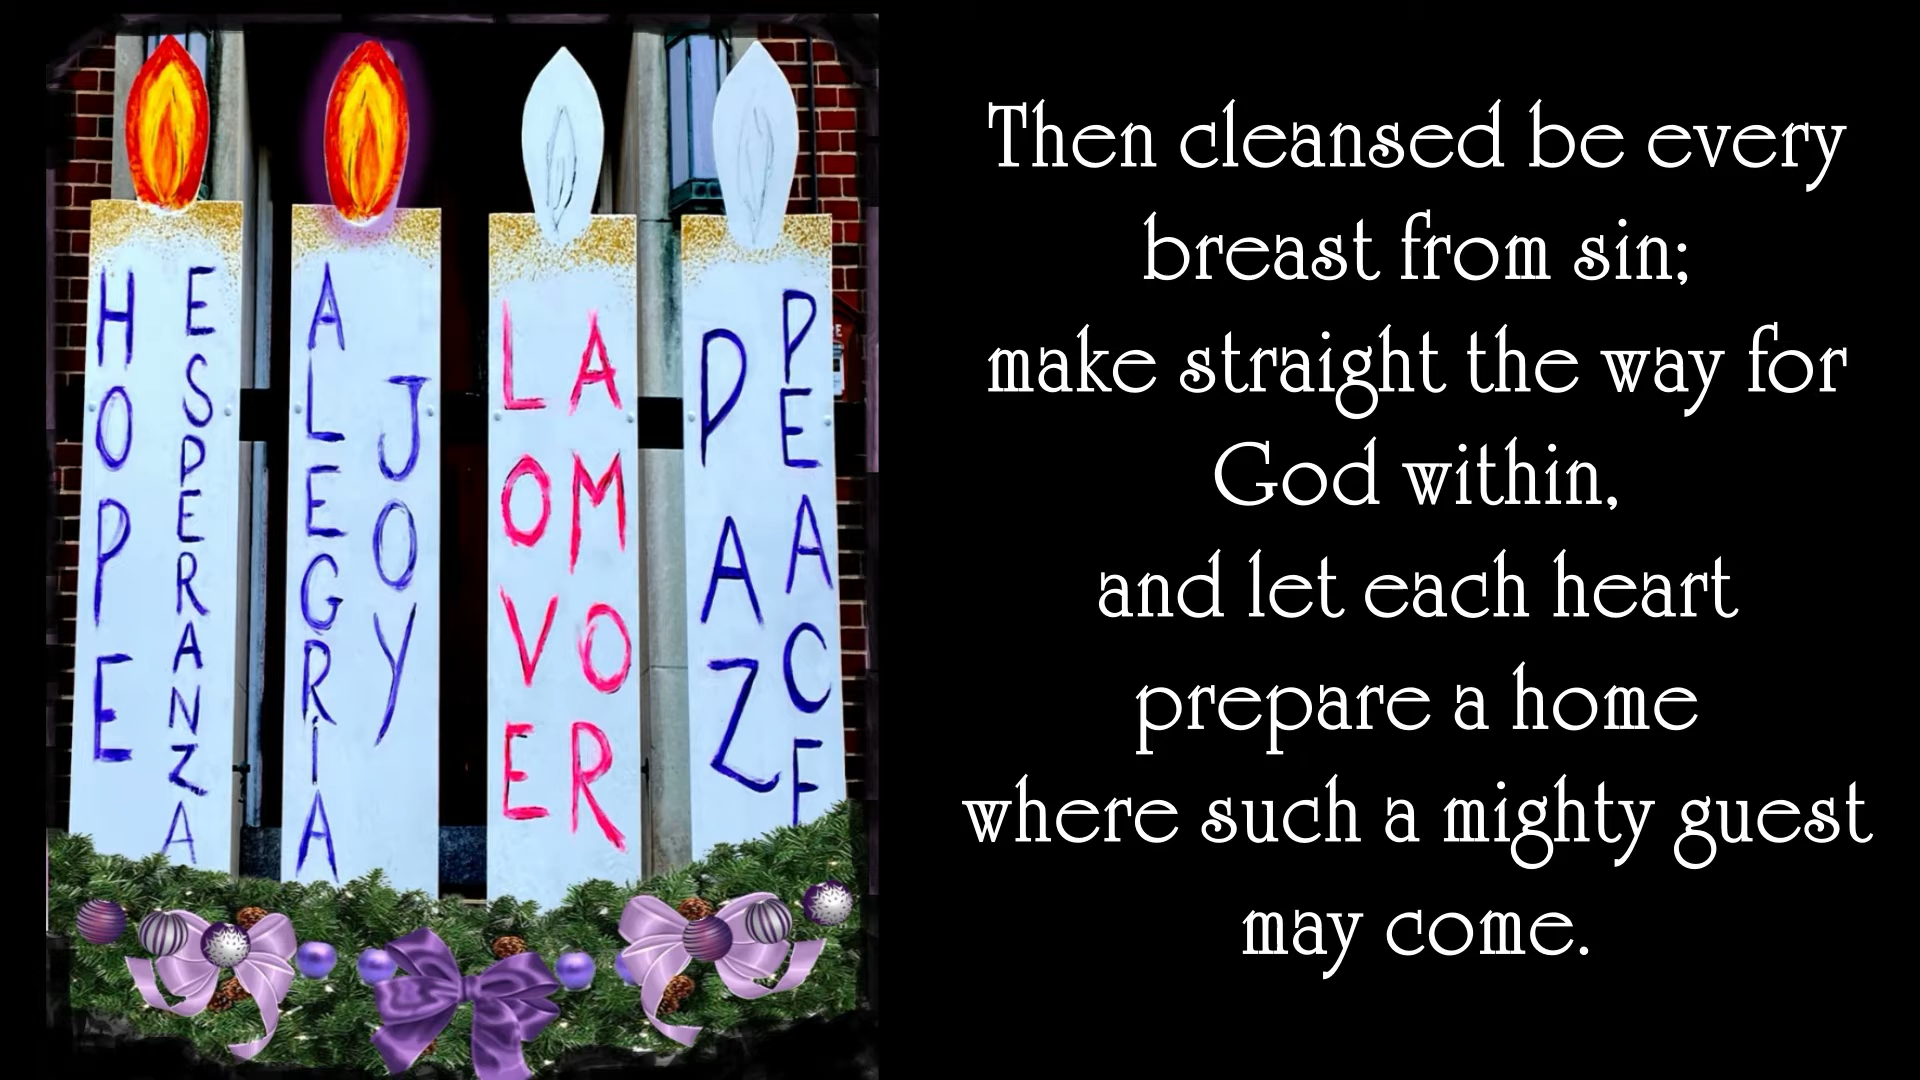 HOPE
ESPERANZA
ALEGRIA
JOY
LOVE
AMOR
PAZ
PEACE
Then cleansed be every
breast from sin;
make straight the way for
God within,
and let each heart
prepare a home
where such a mighty guest
may come.